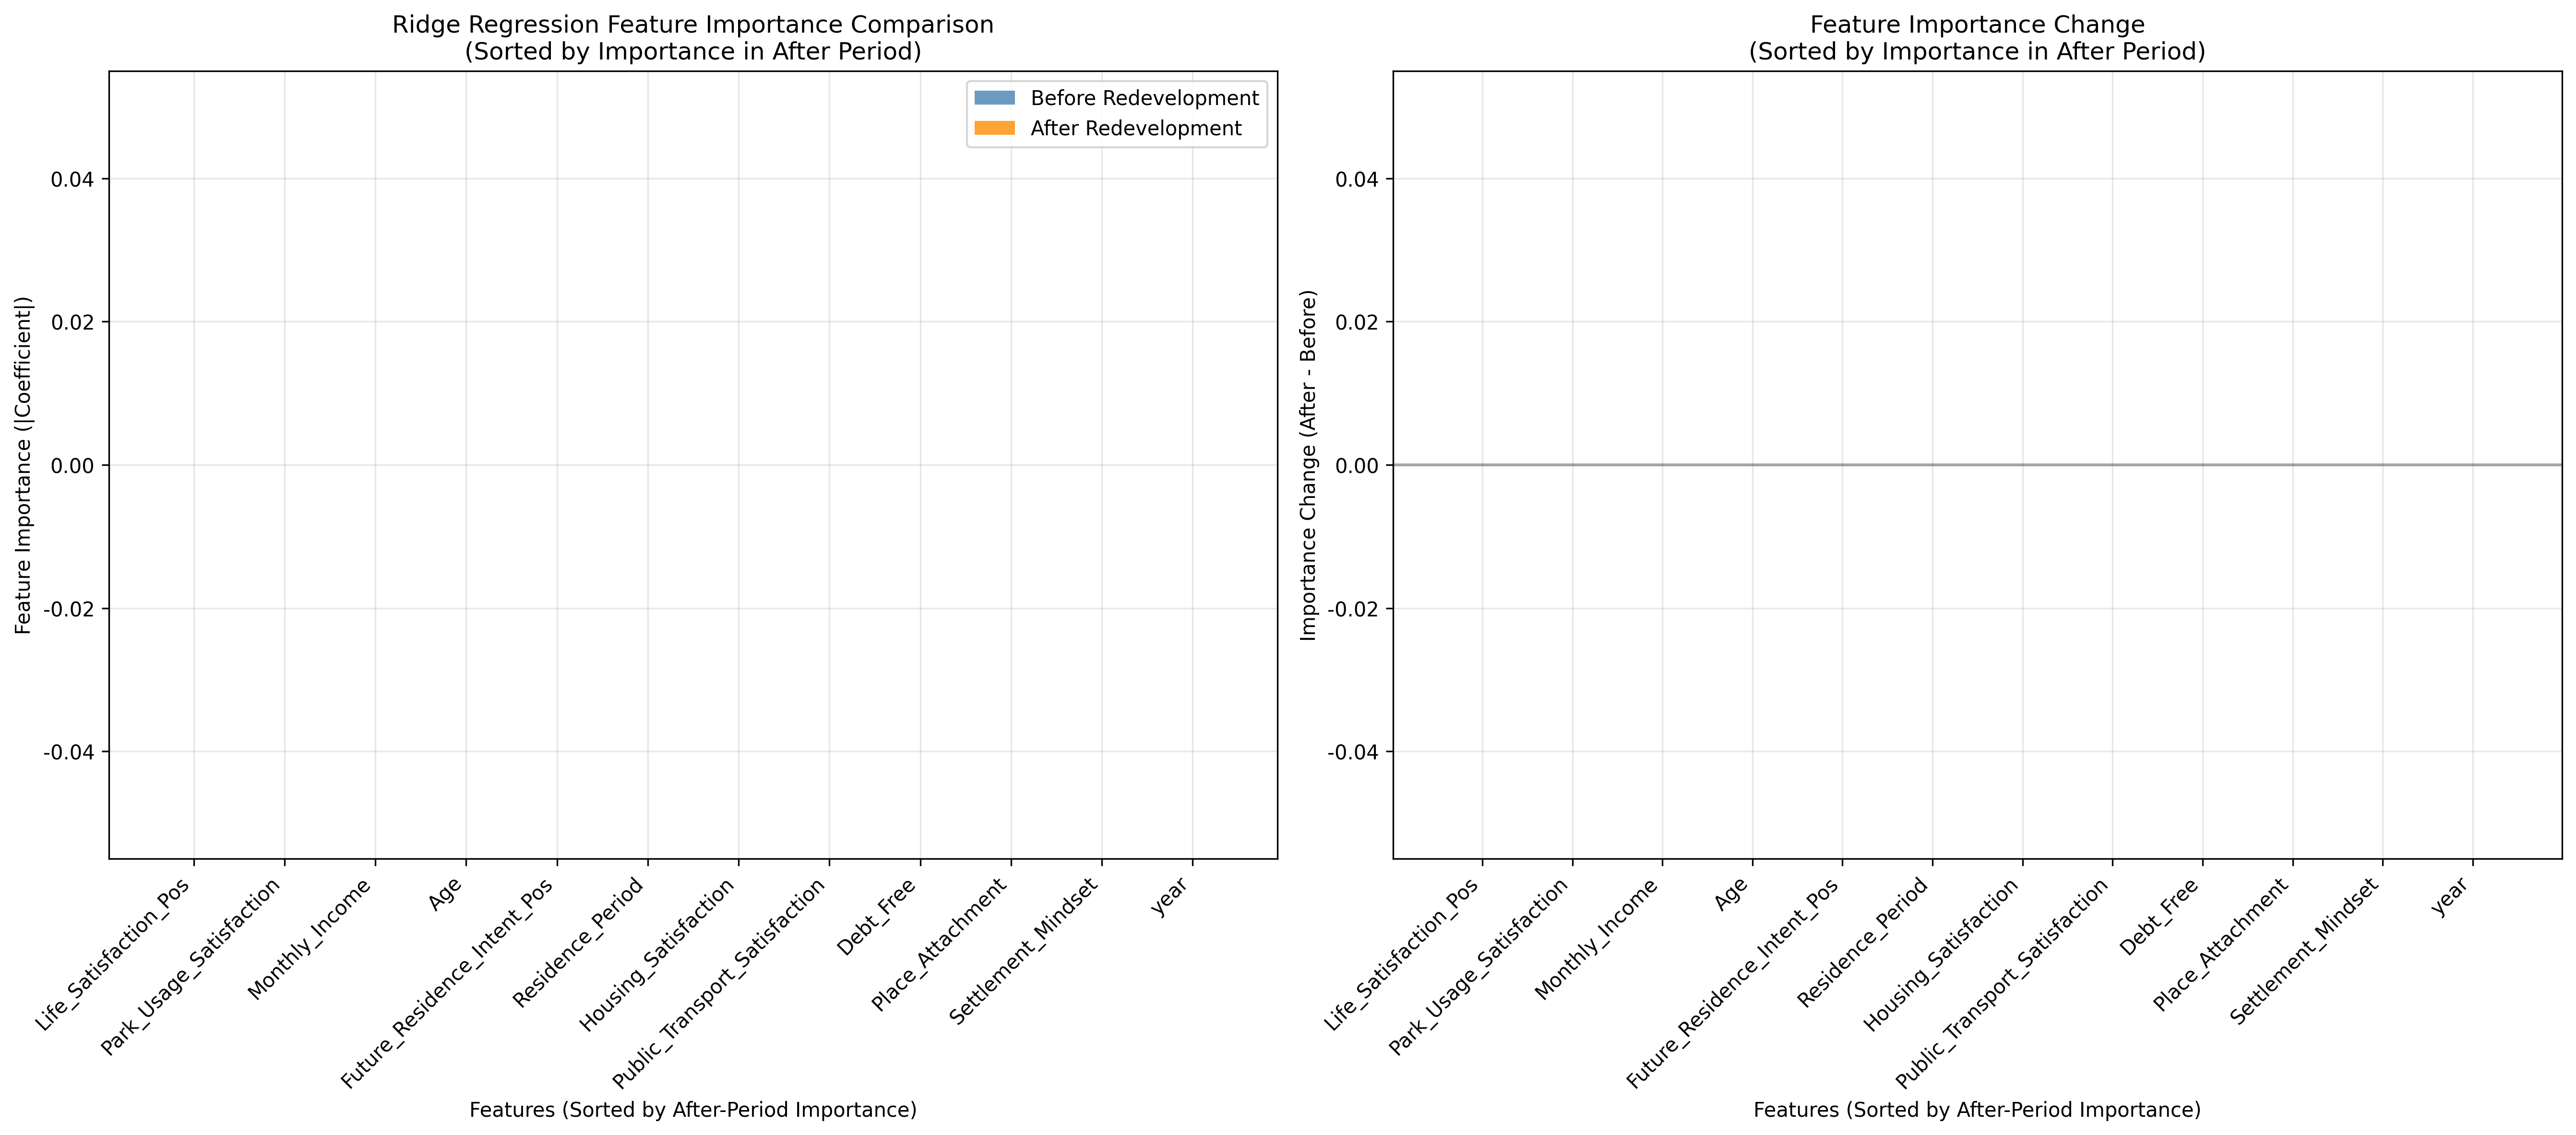 Ridge Regression Feature Importance Comparison
(Sorted by Importance in After Period)
Before Redevelopment
After Redevelopment
Feature Importance (|Coefficient|)
0.04
0.02
0.00
-0.02
-0.04
Life_Satisfaction_Pos
Park_Usage_Satisfaction
Monthly_Income
Age
Future_Residence_Intent_Pos
Residence_Period
Housing_Satisfaction
Public_Transport_Satisfaction
Debt_Free
Place_Attachment
Settlement_Mindset
year
Features (Sorted by After-Period Importance)
Feature Importance Change
(Sorted by Importance in After Period)
Importance Change (After - Before)
0.04
0.02
0.00
-0.02
-0.04
Life_Satisfaction_Pos
Park_Usage_Satisfaction
Monthly_Income
Age
Future_Residence_Intent_Pos
Residence_Period
Housing_Satisfaction
Public_Transport_Satisfaction
Debt_Free
Place_Attachment
Settlement_Mindset
year
Features (Sorted by After-Period Importance)